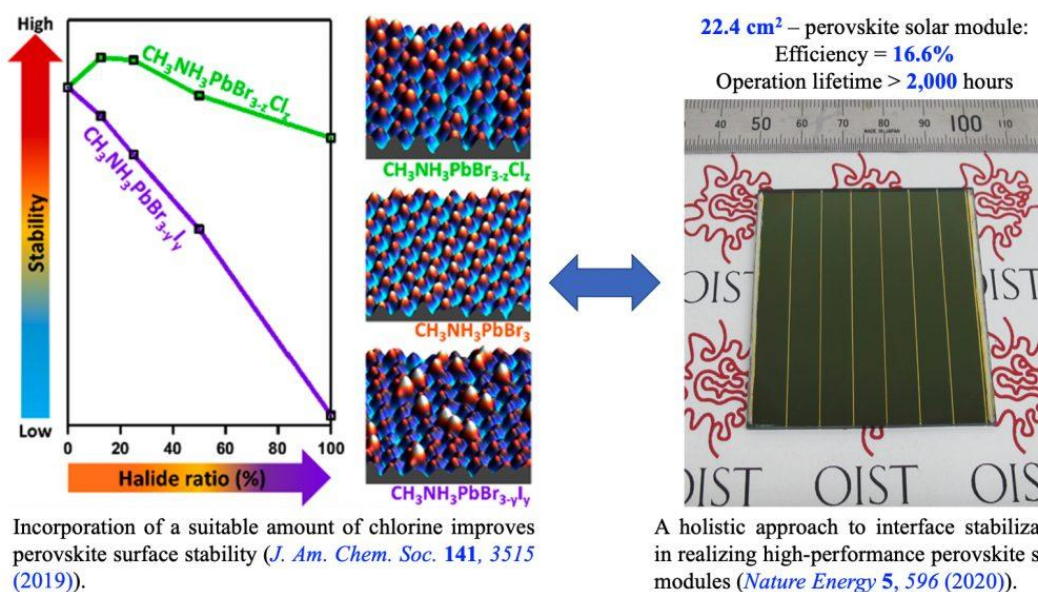 High
Stability
Low
CH₃NH₃PbBr₃₋zClz
CH₃NH₃PbBr₃₋yIy
0 20 40 60 80 100
Halide ratio (%)
CH₃NH₃PbBr₃₋zClz
CH₃NH₃PbBr₃
CH₃NH₃PbBr₃₋yIy
Incorporation of a suitable amount of chlorine improves
perovskite surface stability (J. Am. Chem. Soc. 141, 3515
(2019)).
22.4 cm² – perovskite solar module:
Efficiency = 16.6%
Operation lifetime > 2,000 hours
40 50 60 70 80 90 100 110
MADE IN JAPAN
OIST
IST
OIST
OIST
OIS
A holistic approach to interface stabiliza
in realizing high-performance perovskite s
modules (Nature Energy 5, 596 (2020)).